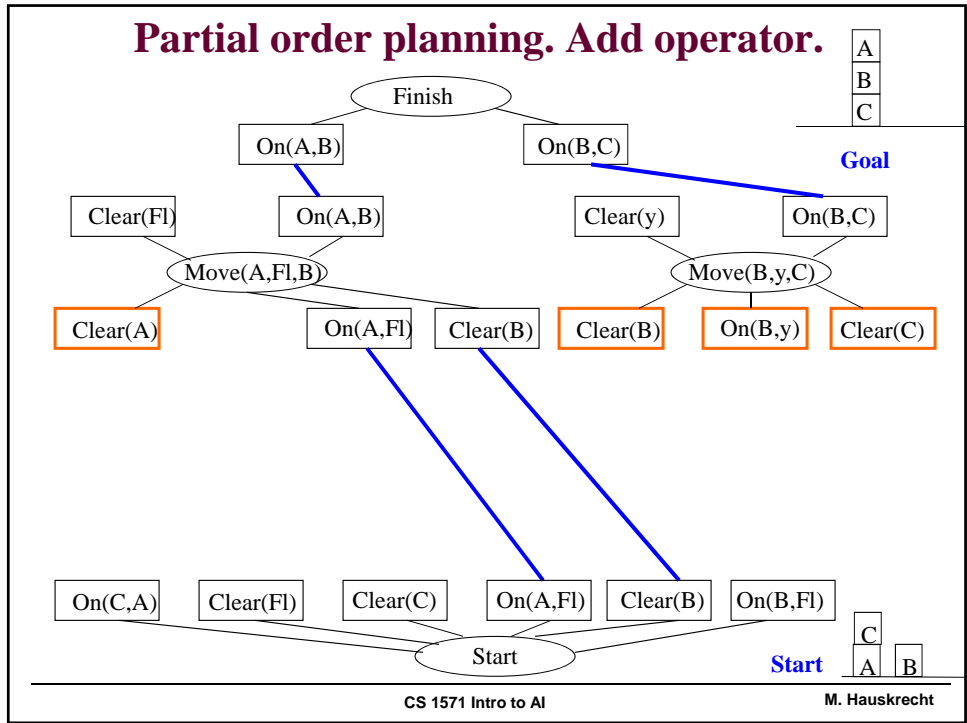 Partial order planning. Add operator.
A
B
C
Finish
On(A,B)
On(B,C)
Goal
Clear(Fl)
On(A,B)
Clear(y)
On(B,C)
Move(A,Fl,B)
Move(B,y,C)
Clear(A)
On(A,Fl)
Clear(B)
Clear(B)
On(B,y)
Clear(C)
On(C,A)
Clear(Fl)
Clear(C)
On(A,Fl)
Clear(B)
On(B,Fl)
Start
Start
C
A
B
CS 1571 Intro to AI
M. Hauskrecht